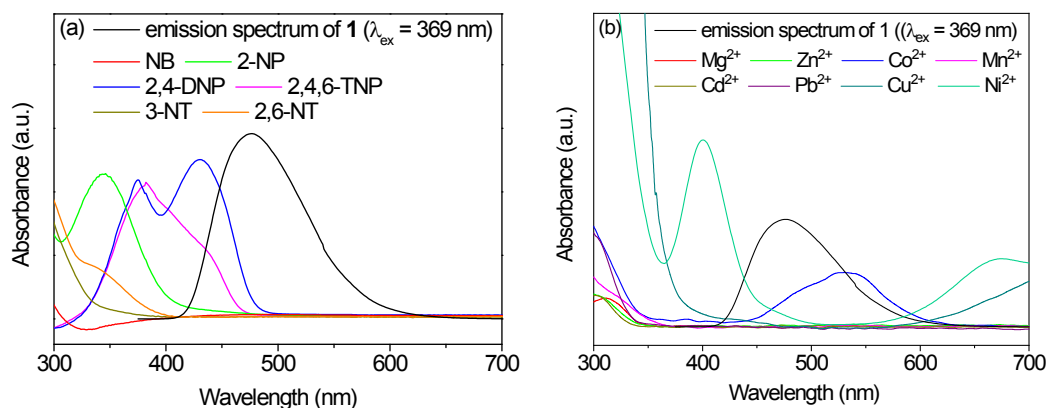 (a)
emission spectrum of 1 (λex = 369 nm)
NB 2-NP
2,4-DNP 2,4,6-TNP
3-NT 2,6-NT
Absorbance (a.u.)
300 400 500 600 700
Wavelength (nm)
(b)
emission spectrum of 1 ((λex = 369 nm)
Mg2+ Zn2+ Co2+ Mn2+
Cd2+ Pb2+ Cu2+ Ni2+
Absorbance (a.u.)
300 400 500 600 700
Wavelength (nm)